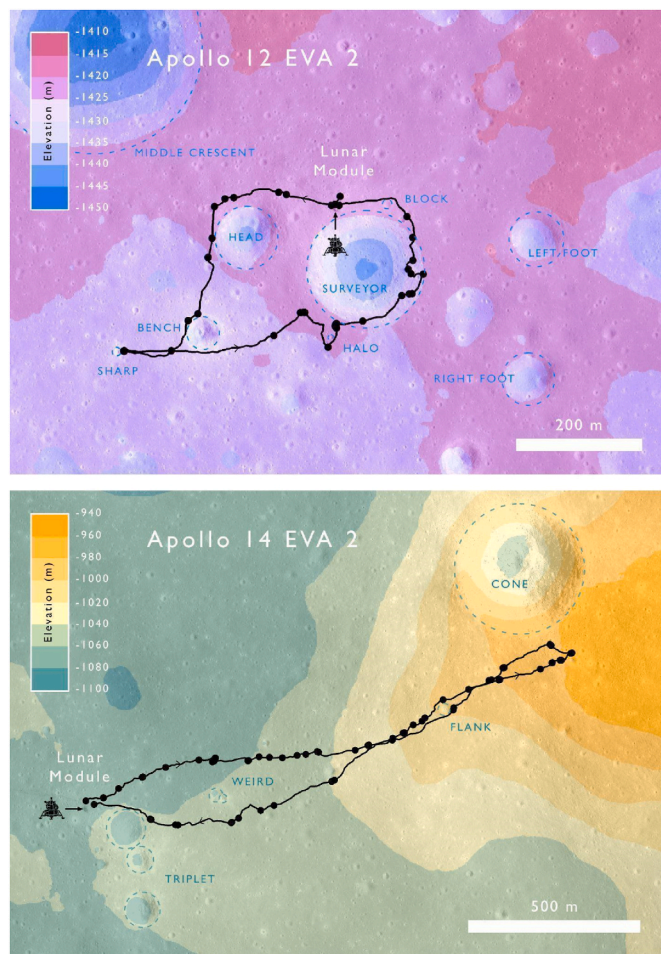 Apollo 12 EVA 2
Elevation (m)
-1410
-1415
-1420
-1425
-1430
-1435
-1440
-1445
-1450
MIDDLE CRESCENT
Lunar
Module
BLOCK
HEAD
LEFT FOOT
SURVEYOR
BENCH
HALO
SHARP
RIGHT FOOT
200 m
Apollo 14 EVA 2
Elevation (m)
-940
-960
-980
-1000
-1020
-1040
-1060
-1080
-1100
CONE
FLANK
Lunar
Module
WEIRD
TRIPLET
500 m